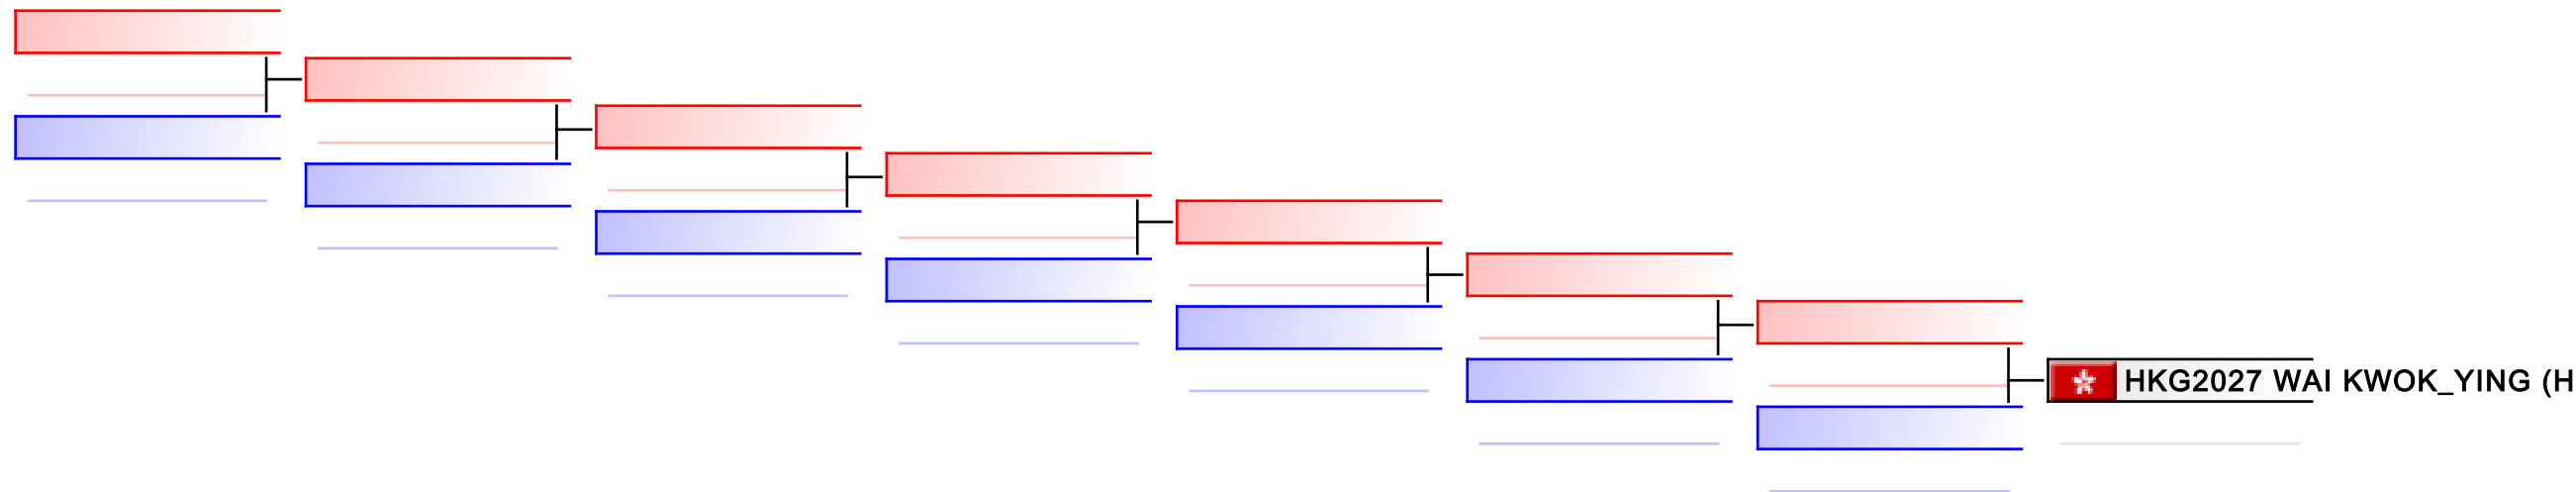 HKG2027 WAI KWOK_YING (H